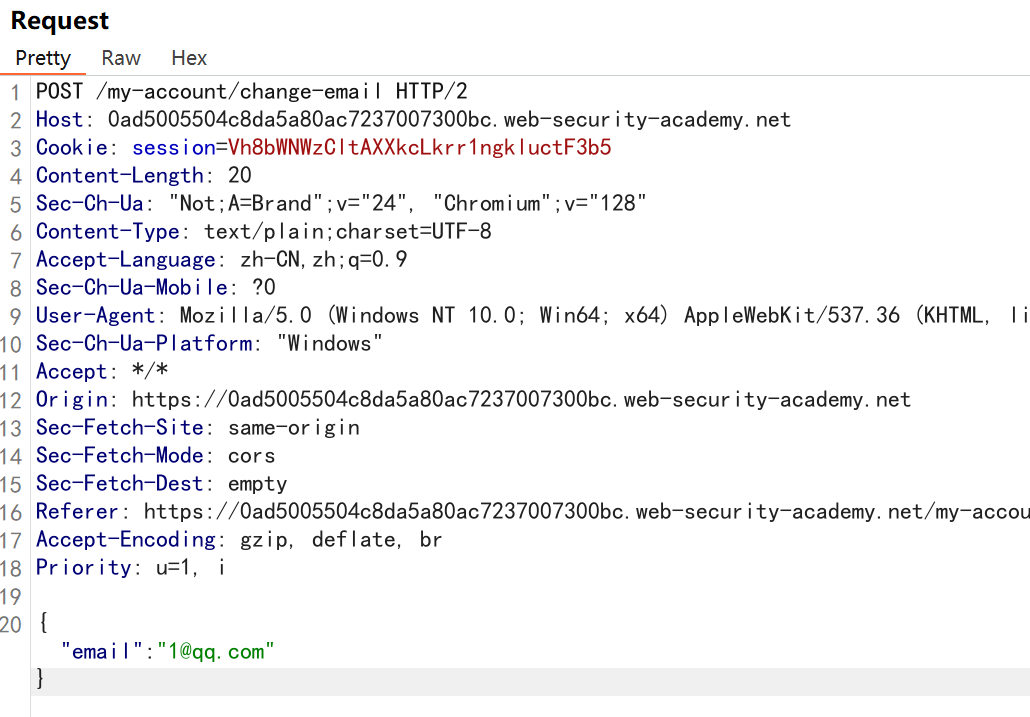 Request
Pretty Raw Hex
1 POST /my-account/change-email HTTP/2
2 Host: 0ad5005504c8da5a80ac7237007300bc.web-security-academy.net
3 Cookie: session=Vh8bWNWzCltAXXkcLkrr1ngkluctF3b5
4 Content-Length: 20
5 Sec-Ch-Ua: "Not;A=Brand";v="24", "Chromium";v="128"
6 Content-Type: text/plain;charset=UTF-8
7 Accept-Language: zh-CN,zh;q=0.9
8 Sec-Ch-Ua-Mobile: ?0
9 User-Agent: Mozilla/5.0 (Windows NT 10.0; Win64; x64) AppleWebKit/537.36 (KHTML, li
10 Sec-Ch-Ua-Platform: "Windows"
11 Accept: */*
12 Origin: https://0ad5005504c8da5a80ac7237007300bc.web-security-academy.net
13 Sec-Fetch-Site: same-origin
14 Sec-Fetch-Mode: cors
15 Sec-Fetch-Dest: empty
16 Referer: https://0ad5005504c8da5a80ac7237007300bc.web-security-academy.net/my-accou
17 Accept-Encoding: gzip, deflate, br
18 Priority: u=1, i
19
20 {
"email":"1@qq.com"
}